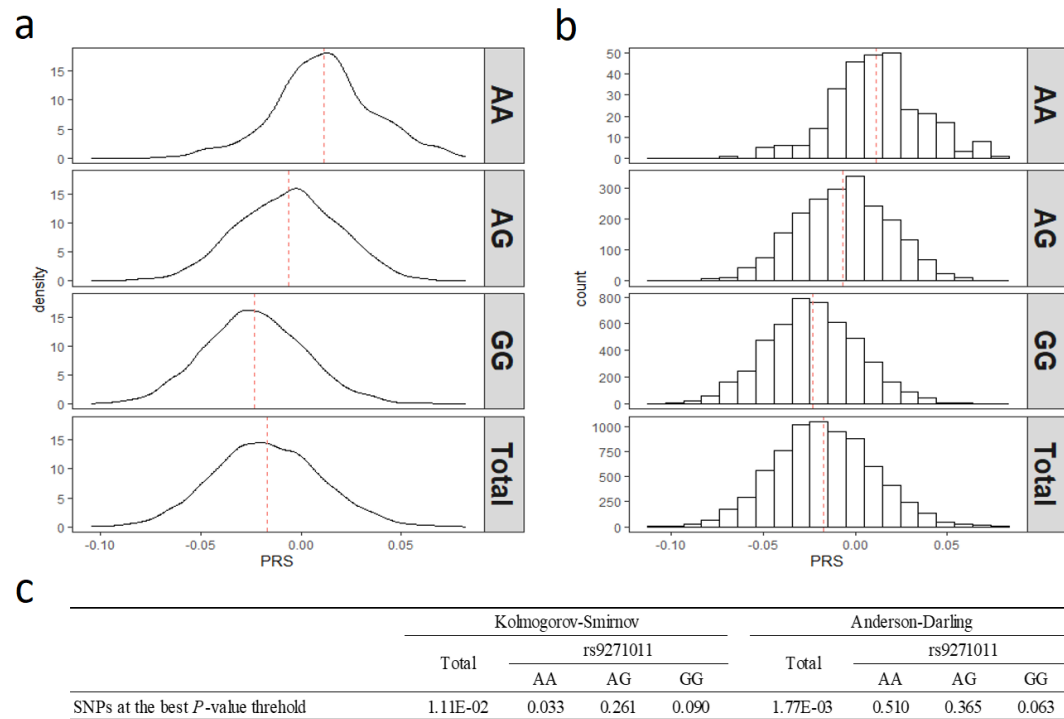 a
b
15
10
5
0
AA
15
10
5
0
AG
15
10
5
0
GG
15
10
5
0
Total
density
-0.10 -0.05 0.00 0.05
PRS
50
40
30
20
10
0
AA
300
200
100
0
AG
800
600
400
200
0
GG
1000
750
500
250
0
Total
count
-0.10 -0.05 0.00 0.05
PRS
c
Kolmogorov-Smirnov Anderson-Darling
Total rs9271011 Total rs9271011
AA AG GG AA AG GG
SNPs at the best P-value threhold 1.11E-02 0.033 0.261 0.090 1.77E-03 0.510 0.365 0.063